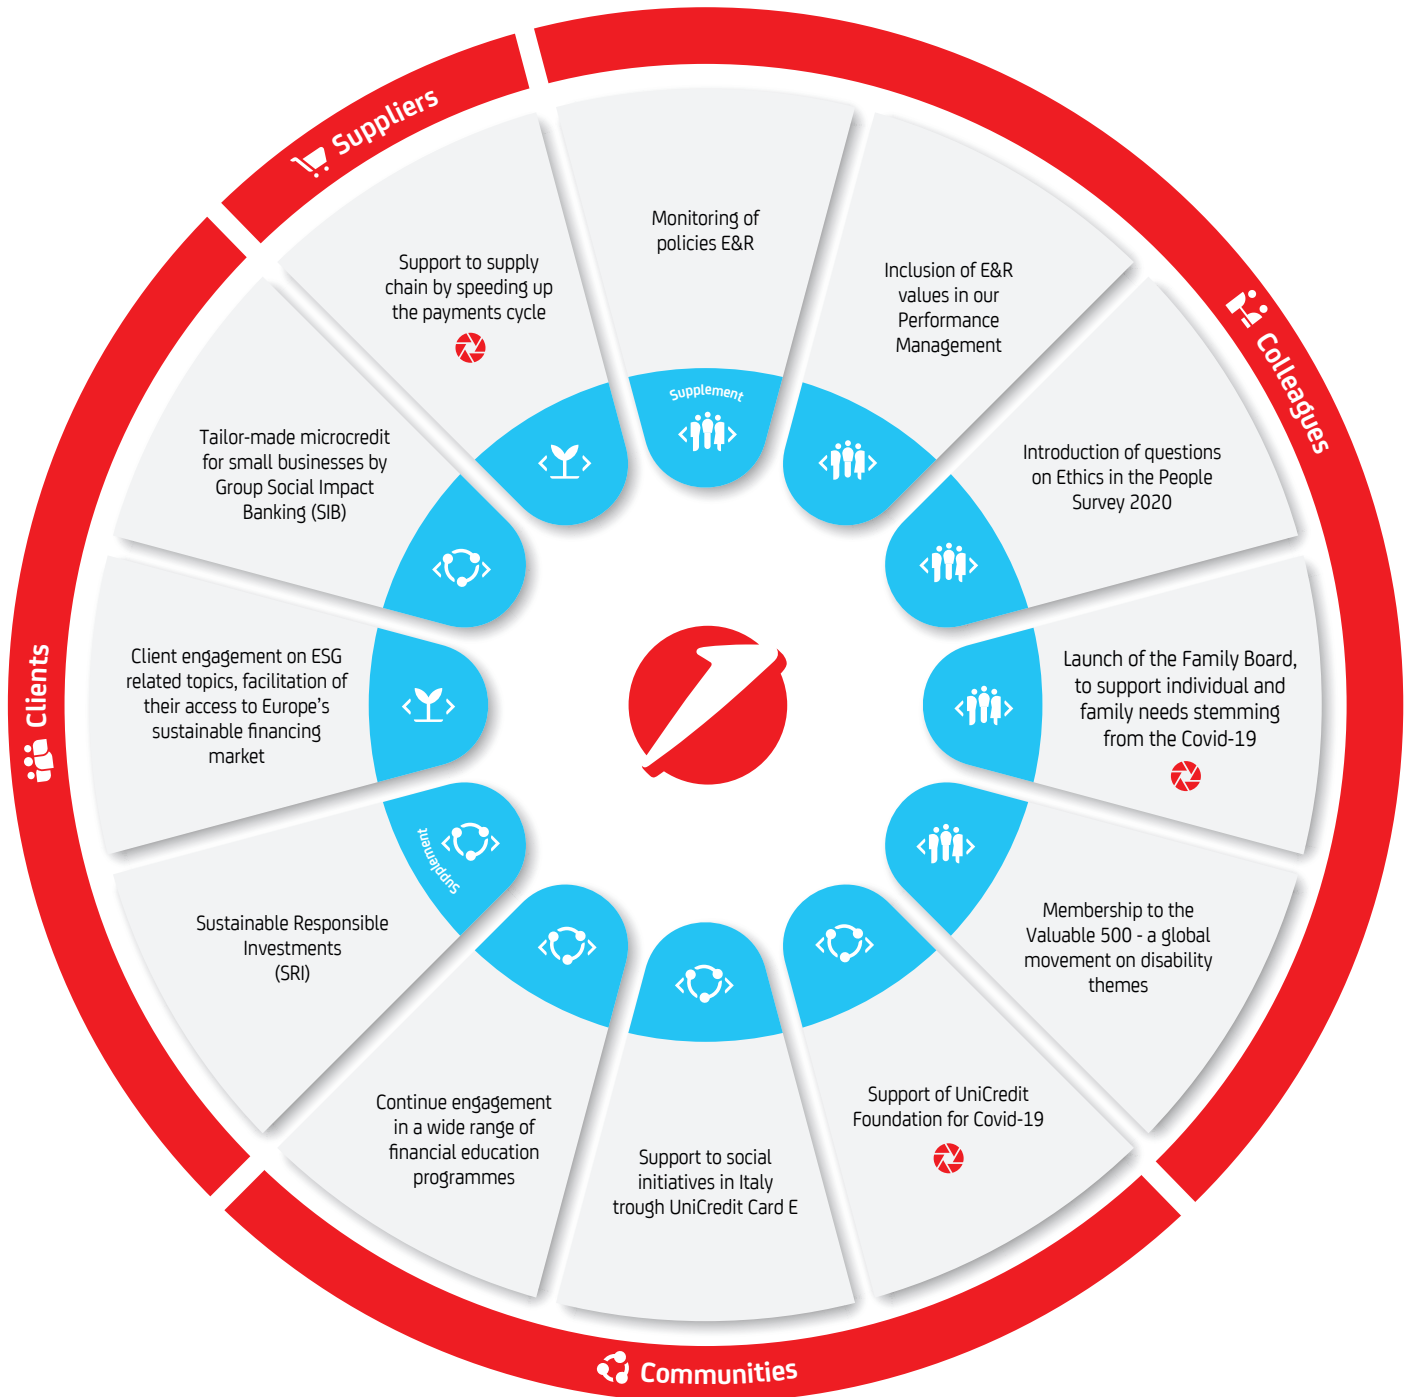 Suppliers
Colleagues
Communities
Clients
Monitoring of
policies E&R
Supplement
Inclusion of E&R
values in our
Performance
Management
Introduction of questions
on Ethics in the People
Survey 2020
Launch of the Family Board,
to support individual and
family needs stemming
from the Covid-19
Membership to the
Valuable 500 - a global
movement on disability
themes
Support of UniCredit
Foundation for Covid-19
Support to social
initiatives in Italy
trough UniCredit Card E
Continue engagement
in a wide range of
financial education
programmes
Sustainable Responsible
Investments
(SRI)
Supplement
Client engagement on ESG
related topics, facilitation of
their access to Europe's
sustainable financing
market
Tailor-made microcredit
for small businesses by
Group Social Impact
Banking (SIB)
Support to supply
chain by speeding up
the payments cycle